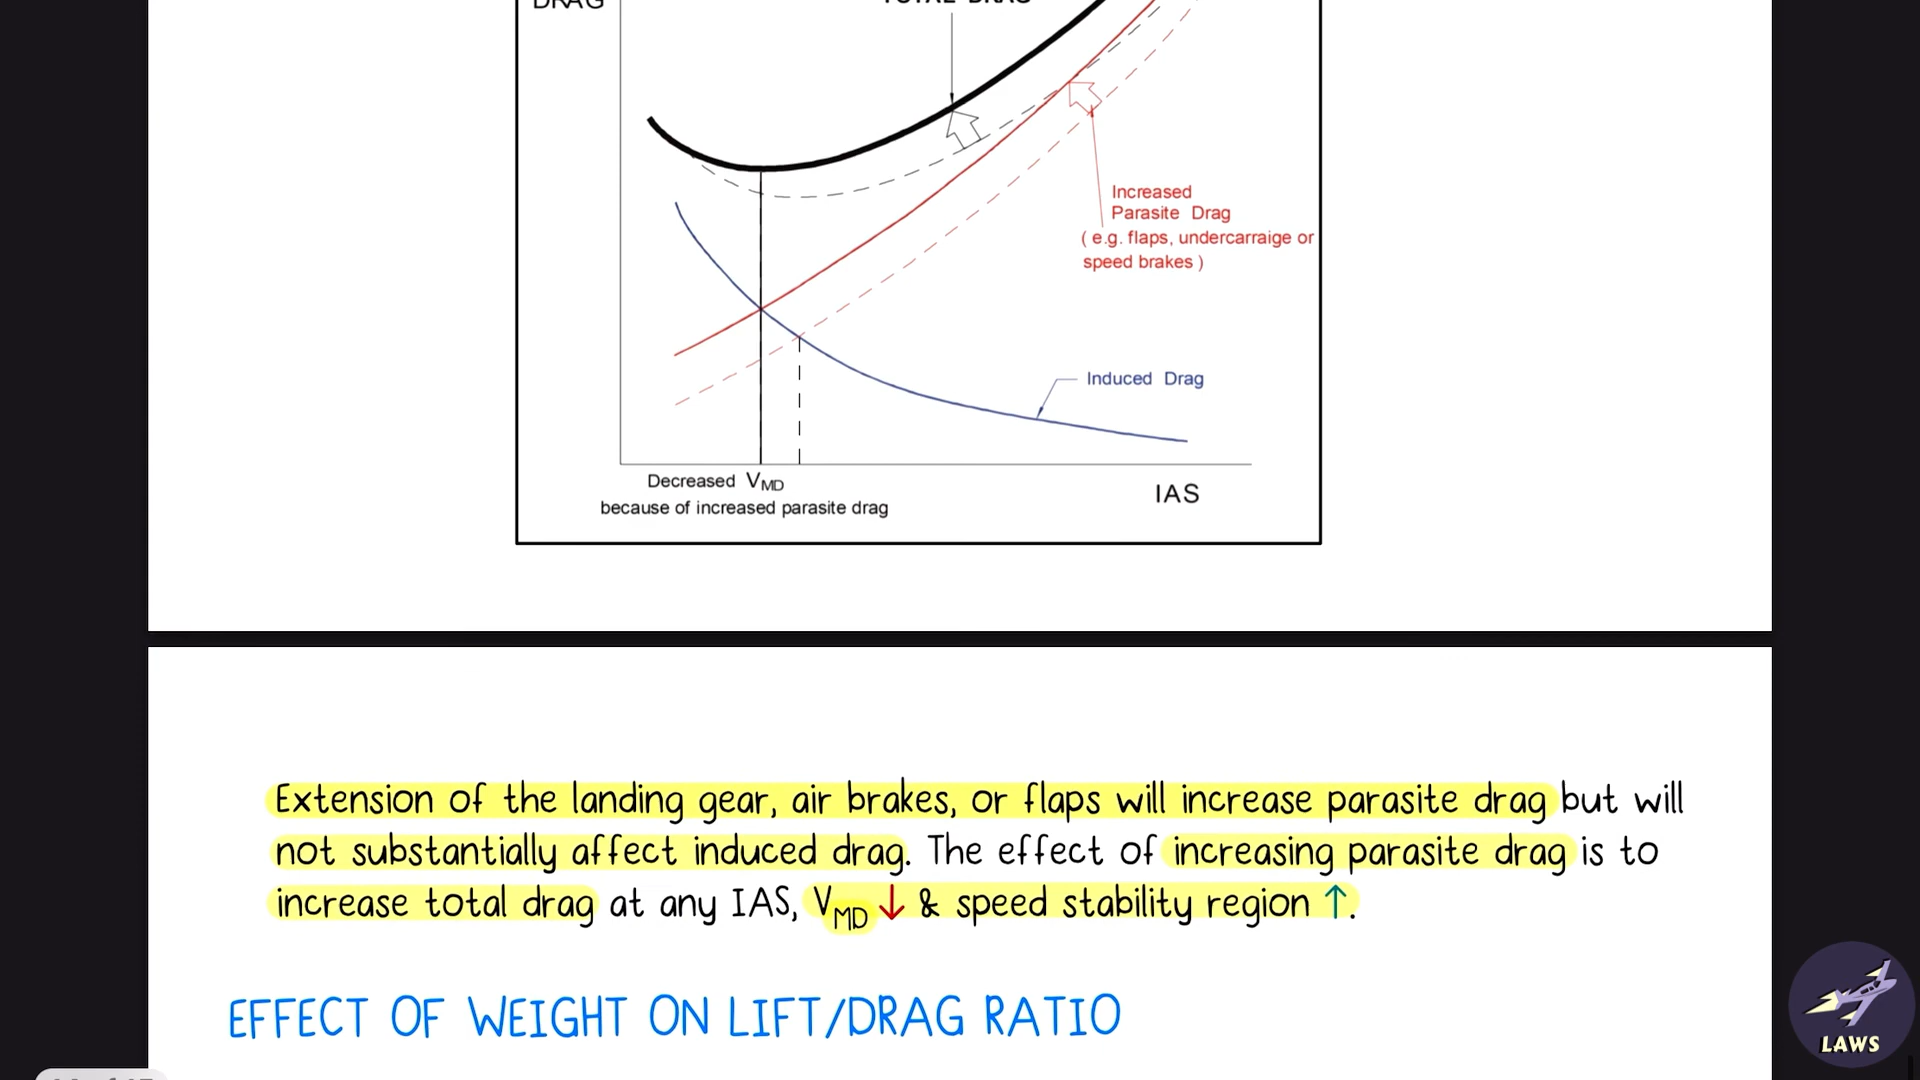 DRAG
TOTAL DRAG
Increased
Parasite Drag
( e.g. flaps, undercarraige or
speed brakes )
Induced Drag
Decreased VMD
because of increased parasite drag
IAS
Extension of the landing gear, air brakes, or flaps will increase parasite drag but will
not substantially affect induced drag. The effect of increasing parasite drag is to
increase total drag at any IAS, VMD ↓ & speed stability region ↑.
EFFECT OF WEIGHT ON LIFT/DRAG RATIO
LAWS